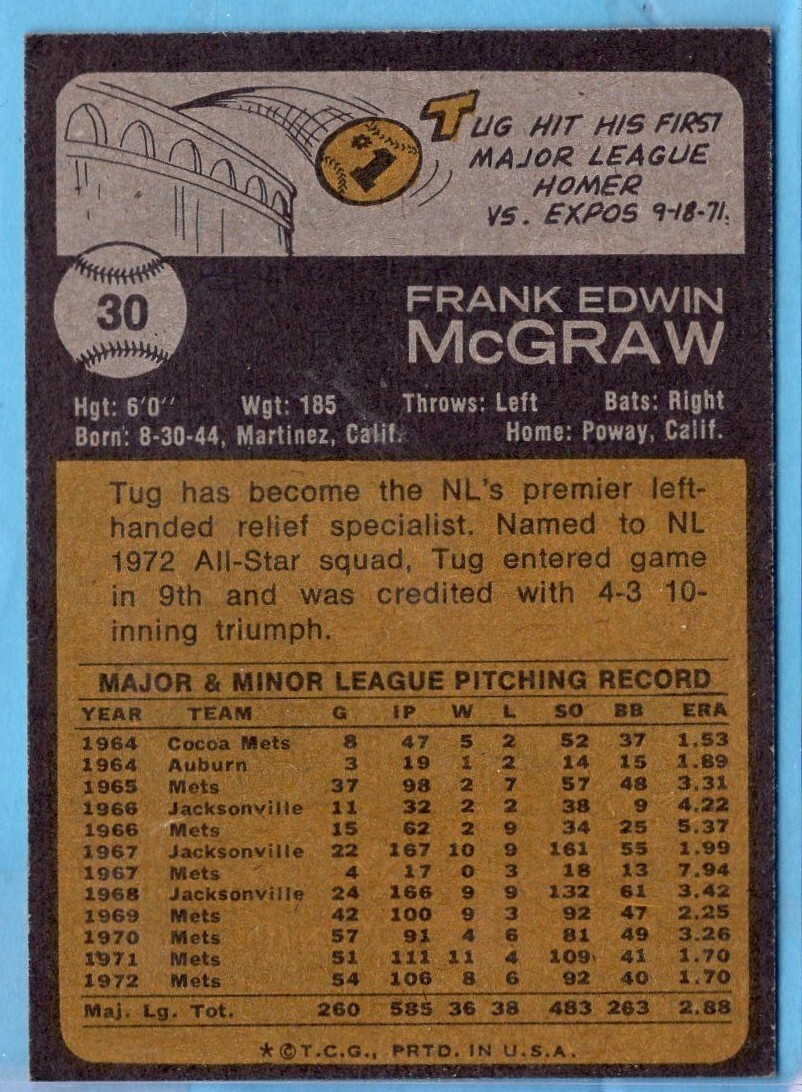 #1
TUG HIT HIS FIRST
MAJOR LEAGUE
HOMER
VS. EXPOS 9-18-71.
30
FRANK EDWIN
McGRAW
Hgt: 6'0" Wgt: 185 Throws: Left Bats: Right
Born: 8-30-44, Martinez, Calif. Home: Poway, Calif.
Tug has become the NL's premier left-
handed relief specialist. Named to NL
1972 All-Star squad, Tug entered game
in 9th and was credited with 4-3 10-
inning triumph.
MAJOR & MINOR LEAGUE PITCHING RECORD
YEAR TEAM G IP W L SO BB ERA
1964 Cocoa Mets 8 47 5 2 52 37 1.53
1964 Auburn 3 19 1 2 14 15 1.89
1965 Mets 37 98 2 7 57 48 3.31
1966 Jacksonville 11 32 2 2 38 9 4.22
1966 Mets 15 62 2 9 34 25 5.37
1967 Jacksonville 22 167 10 9 161 55 1.99
1967 Mets 4 17 0 3 18 13 7.94
1968 Jacksonville 24 166 9 9 132 61 3.42
1969 Mets 42 100 9 3 92 47 2.25
1970 Mets 57 91 4 6 81 49 3.26
1971 Mets 51 111 11 4 109 41 1.70
1972 Mets 54 106 8 6 92 40 1.70
Maj. Lg. Tot. 260 585 36 38 483 263 2.88
*©T.C.G., PRTD. IN U.S.A.